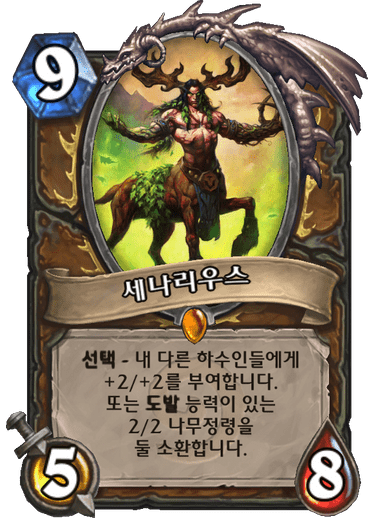 9
세나리우스
선택 - 내 다른 하수인들에게
+2/+2를 부여합니다.
또는 도발 능력이 있는
2/2 나무정령을
둘 소환합니다.
5
8